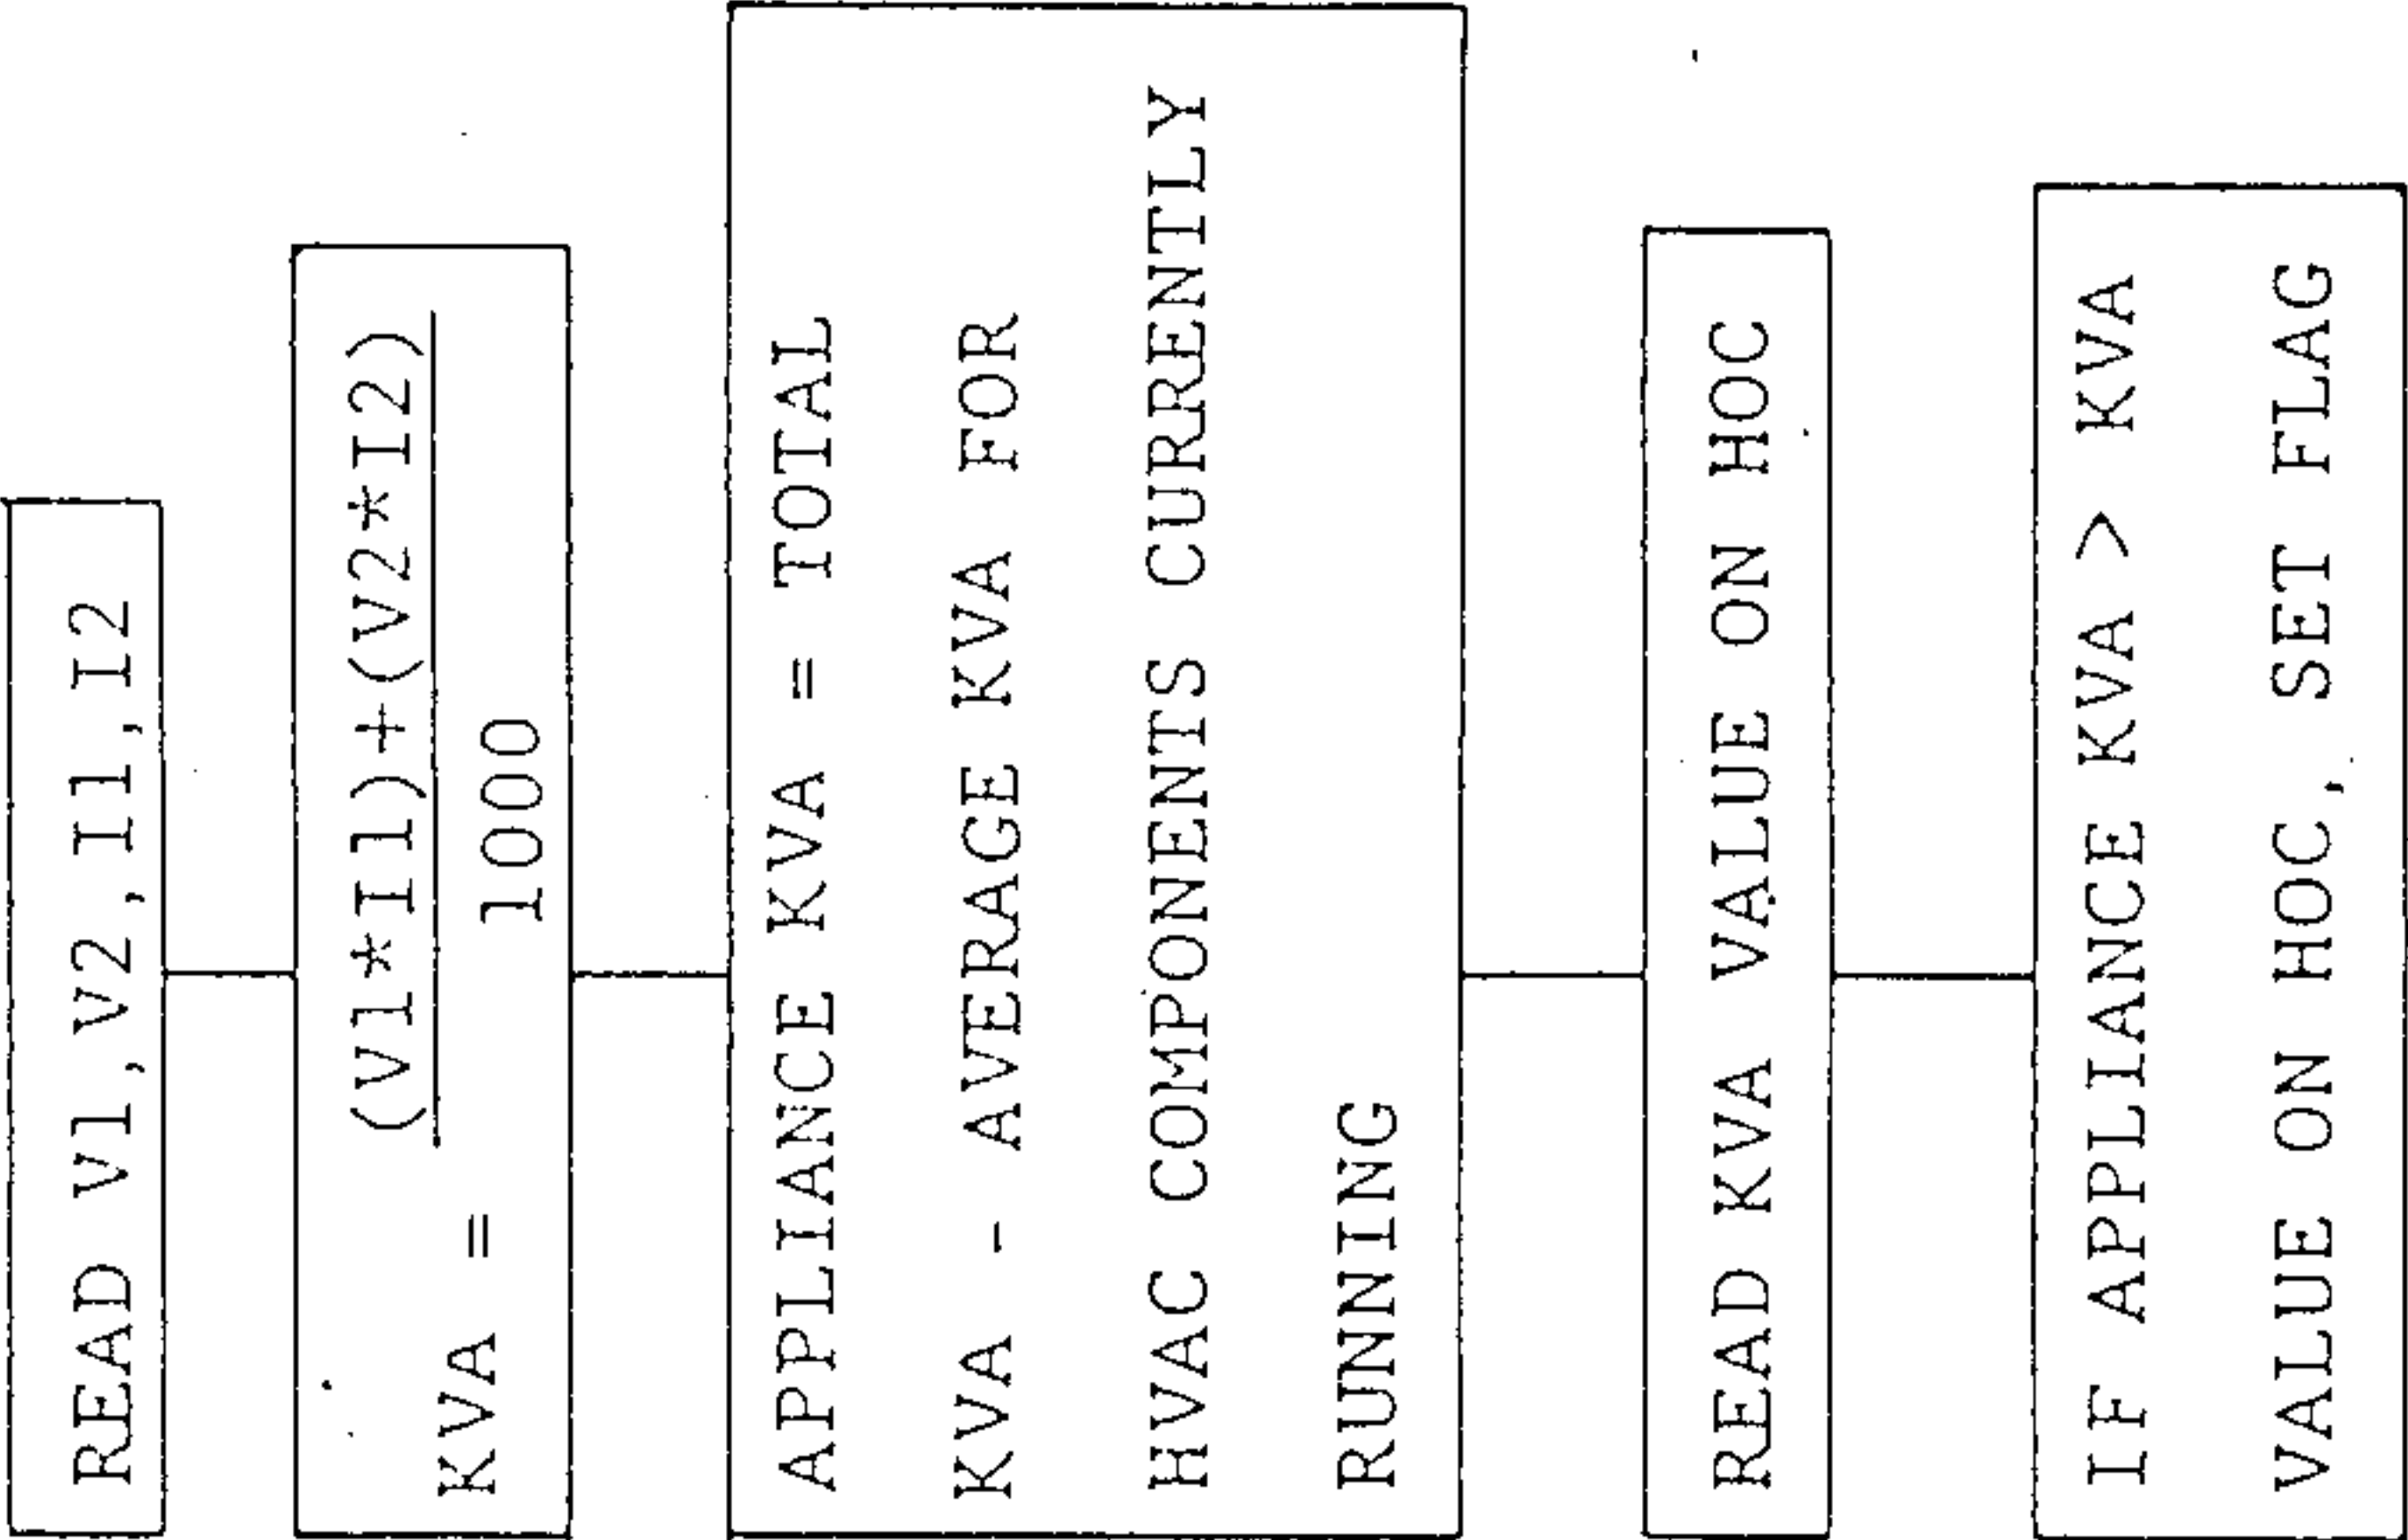 READ V1,V2,I1,I2
(V1*I1)+(V2*I2)
KVA =
1000
APPLIANCE KVA = TOTAL
KVA - AVERAGE KVA FOR
HVAC COMPONENTS CURRENTLY
RUNNING
READ KVA VALUE ON HOC
IF APPLIANCE KVA > KVA
VALUE ON HOC, SET FLAG